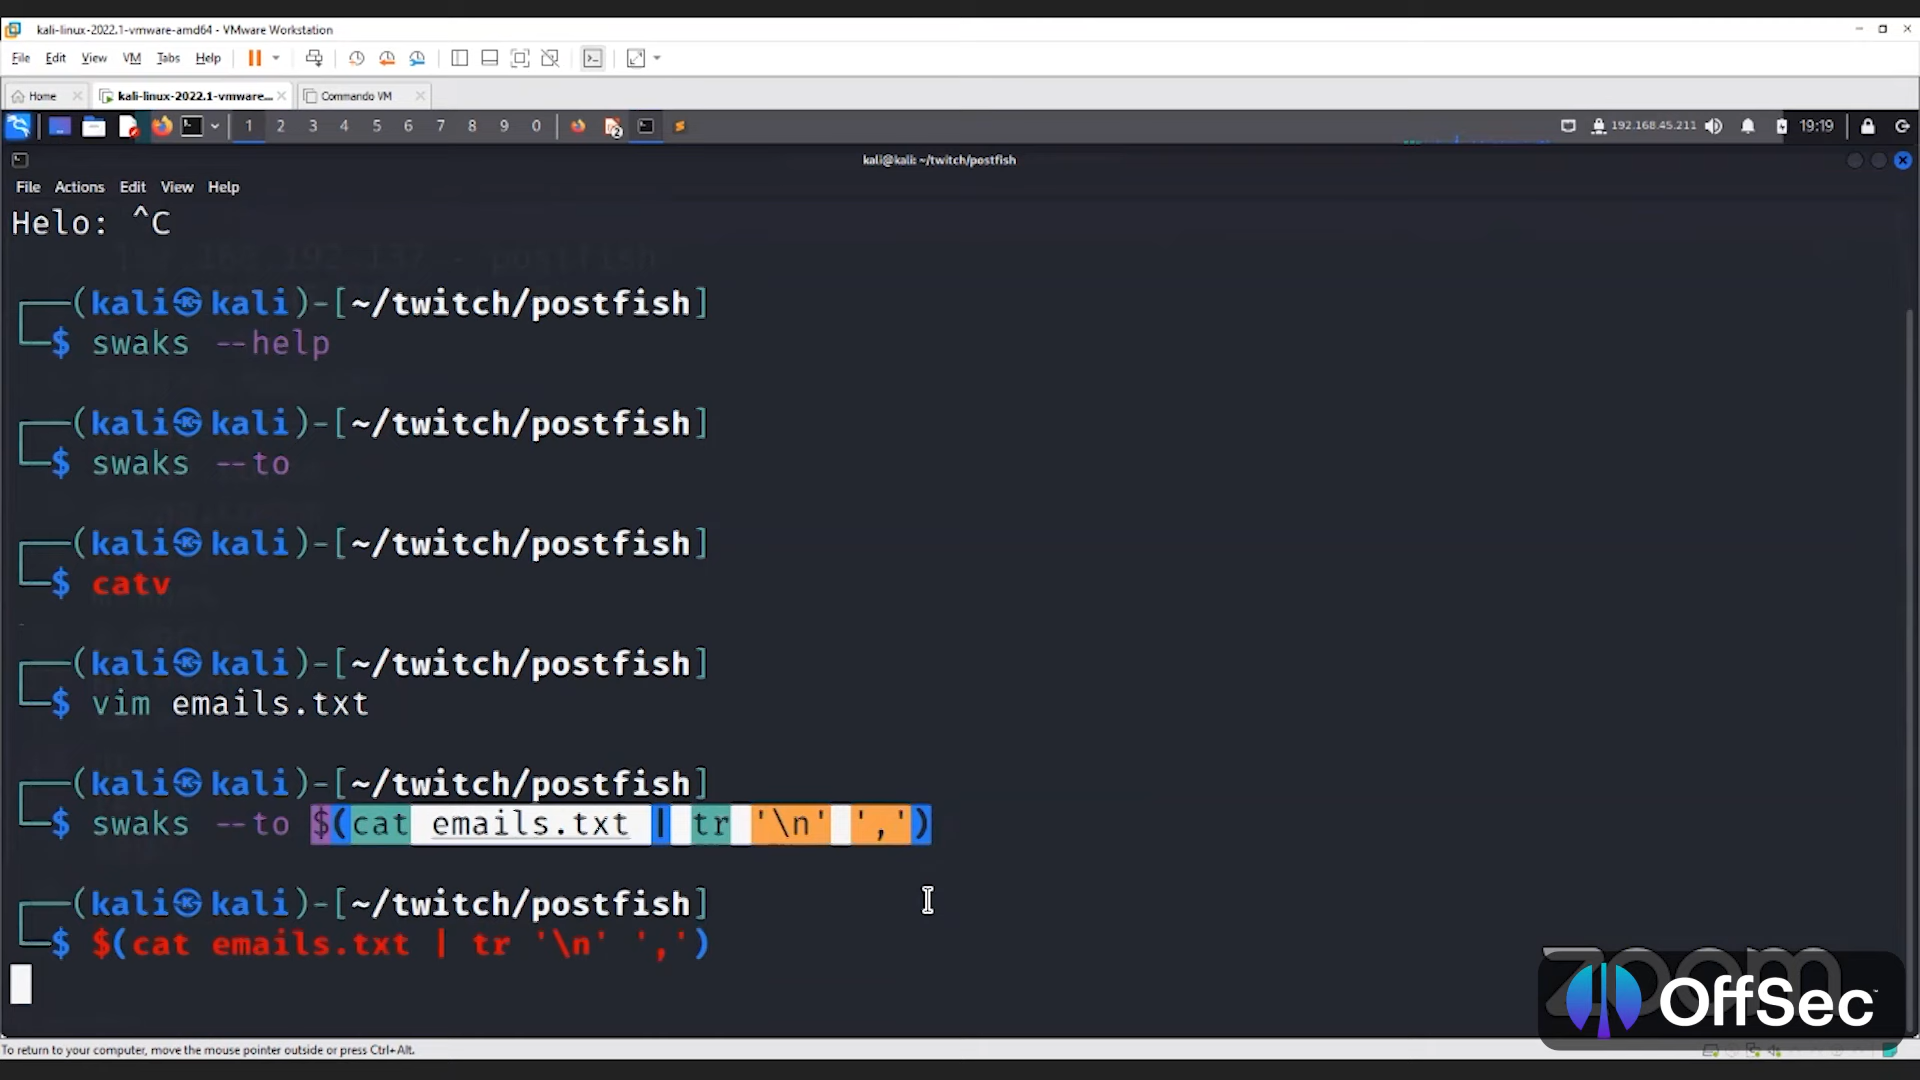 kali-linux-2022.1-vmware-amd64 - VMware Workstation
File Edit View VM Tabs Help
Home kali-linux-2022.1-vmware... Commando VM
1 2 3 4 5 6 7 8 9 0 192.168.45.211 19:19
kali@kali: ~/twitch/postfish
File Actions Edit View Help
Helo: ^C
┌──(kali㉿kali)-[~/twitch/postfish]
└─$ swaks --help
┌──(kali㉿kali)-[~/twitch/postfish]
└─$ swaks --to
┌──(kali㉿kali)-[~/twitch/postfish]
└─$ catv
┌──(kali㉿kali)-[~/twitch/postfish]
└─$ vim emails.txt
┌──(kali㉿kali)-[~/twitch/postfish]
└─$ swaks --to $(cat emails.txt | tr '\n' ',')
┌──(kali㉿kali)-[~/twitch/postfish]
└─$ $(cat emails.txt | tr '\n' ',')
zoom
OffSec™
To return to your computer, move the mouse pointer outside or press Ctrl+Alt.